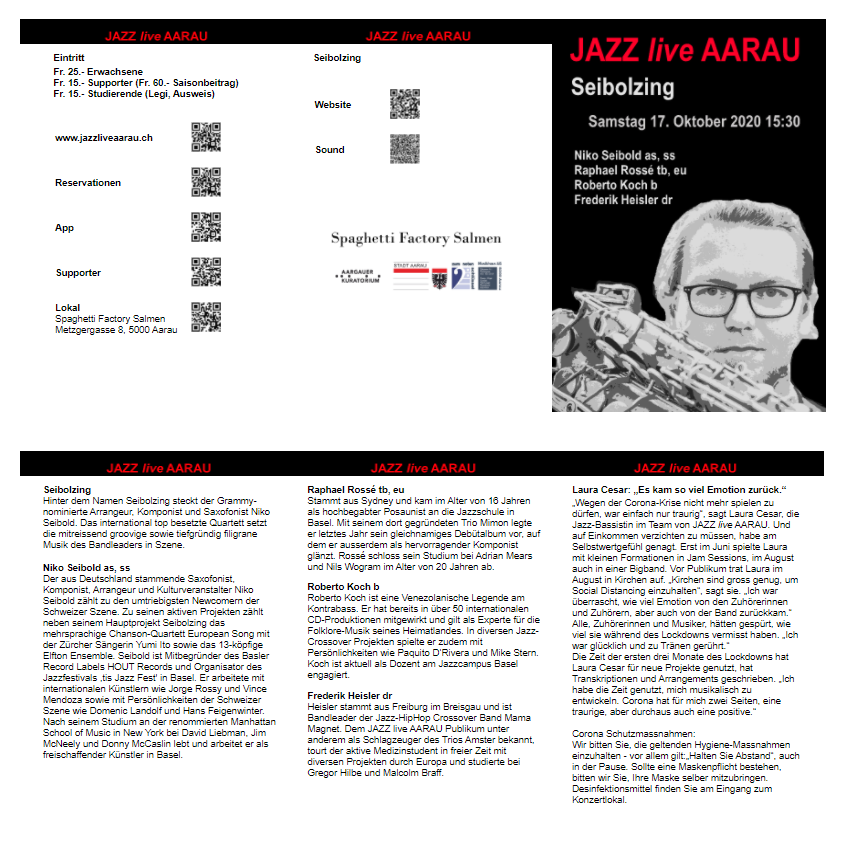 JAZZ live AARAU
Eintritt
Fr. 25.- Erwachsene
Fr. 15.- Supporter (Fr. 60.- Saisonbeitrag)
Fr. 15.- Studierende (Legi, Ausweis)
www.jazzliveaarau.ch
Reservationen
App
Supporter
Lokal
Spaghetti Factory Salmen
Metzgergasse 8, 5000 Aarau
JAZZ live AARAU
Seibolzing
Website
Sound
Spaghetti Factory Salmen
AARGAUER
KURATORIUM
STADT AARAU
JAZZ live AARAU
Seibolzing
Samstag 17. Oktober 2020 15:30
Niko Seibold as, ss
Raphael Rossé tb, eu
Roberto Koch b
Frederik Heisler dr
JAZZ live AARAU
Seibolzing
Hinter dem Namen Seibolzing steckt der Grammy-
nominierte Arrangeur, Komponist und Saxofonist Niko
Seibold. Das international top besetzte Quartett setzt
die mitreissend groovige sowie tiefgründig filigrane
Musik des Bandleaders in Szene.
Niko Seibold as, ss
Der aus Deutschland stammende Saxofonist,
Komponist, Arrangeur und Kulturveranstalter Niko
Seibold zählt zu den umtriebigsten Newcomern der
Schweizer Szene. Zu seinen aktiven Projekten zählt
neben seinem Hauptprojekt Seibolzing das
mehrsprachige Chanson-Quartett European Song mit
der Zürcher Sängerin Yumi Ito sowie das 13-köpfige
Elfton Ensemble. Seibold ist Mitbegründer des Basler
Record Labels HOUT Records und Organisator des
Jazzfestivals ‚tis Jazz Fest' in Basel. Er arbeitete mit
internationalen Künstlern wie Jorge Rossy und Vince
Mendoza sowie mit Persönlichkeiten der Schweizer
Szene wie Domenic Landolf und Hans Feigenwinter.
Nach seinem Studium an der renommierten Manhattan
School of Music in New York bei David Liebman, Jim
McNeely und Donny McCaslin lebt und arbeitet er als
freischaffender Künstler in Basel.
JAZZ live AARAU
Raphael Rossé tb, eu
Stammt aus Sydney und kam im Alter von 16 Jahren
als hochbegabter Posaunist an die Jazzschule in
Basel. Mit seinem dort gegründeten Trio Mimon legte
er letztes Jahr sein gleichnamiges Debütalbum vor, auf
dem er ausserdem als hervorragender Komponist
glänzt. Rossé schloss sein Studium bei Adrian Mears
und Nils Wogram im Alter von 20 Jahren ab.
Roberto Koch b
Roberto Koch ist eine Venezolanische Legende am
Kontrabass. Er hat bereits in über 50 internationalen
CD-Produktionen mitgewirkt und gilt als Experte für die
Folklore-Musik seines Heimatlandes. In diversen Jazz-
Crossover Projekten spielte er zudem mit
Persönlichkeiten wie Paquito D'Rivera und Mike Stern.
Koch ist aktuell als Dozent am Jazzcampus Basel
engagiert.
Frederik Heisler dr
Heisler stammt aus Freiburg im Breisgau und ist
Bandleader der Jazz-HipHop Crossover Band Mama
Magnet. Dem JAZZ live AARAU Publikum unter
anderem als Schlagzeuger des Trios Amster bekannt,
tourt der aktive Medizinstudent in freier Zeit mit
diversen Projekten durch Europa und studierte bei
Gregor Hilbe und Malcolm Braff.
JAZZ live AARAU
Laura Cesar: „Es kam so viel Emotion zurück.“
„Wegen der Corona-Krise nicht mehr spielen zu
dürfen, war einfach nur traurig“, sagt Laura Cesar, die
Jazz-Bassistin im Team von JAZZ live AARAU. Und
auf Einkommen verzichten zu müssen, habe am
Selbstwertgefühl genagt. Erst im Juni spielte Laura
mit kleinen Formationen in Jam Sessions, im August
auch in einer Bigband. Vor Publikum trat Laura im
August in Kirchen auf. „Kirchen sind gross genug, um
Social Distancing einzuhalten“, sagt sie. „Ich war
überrascht, wie viel Emotion von den Zuhörerinnen
und Zuhörern, aber auch von der Band zurückkam.“
Alle, Zuhörerinnen und Musiker, hätten gespürt, wie
viel sie während des Lockdowns vermisst haben. „Ich
war glücklich und zu Tränen gerührt.“
Die Zeit der ersten drei Monate des Lockdowns hat
Laura Cesar für neue Projekte genutzt, hat
Transkriptionen und Arrangements geschrieben. „Ich
habe die Zeit genutzt, mich musikalisch zu
entwickeln. Corona hat für mich zwei Seiten, eine
traurige, aber durchaus auch eine positive.“
Corona Schutzmassnahmen:
Wir bitten Sie, die geltenden Hygiene-Massnahmen
einzuhalten - vor allem gilt:„Halten Sie Abstand“, auch
in der Pause. Sollte eine Maskenpflicht bestehen,
bitten wir Sie, Ihre Maske selber mitzubringen.
Desinfektionsmittel finden Sie am Eingang zum
Konzertlokal.